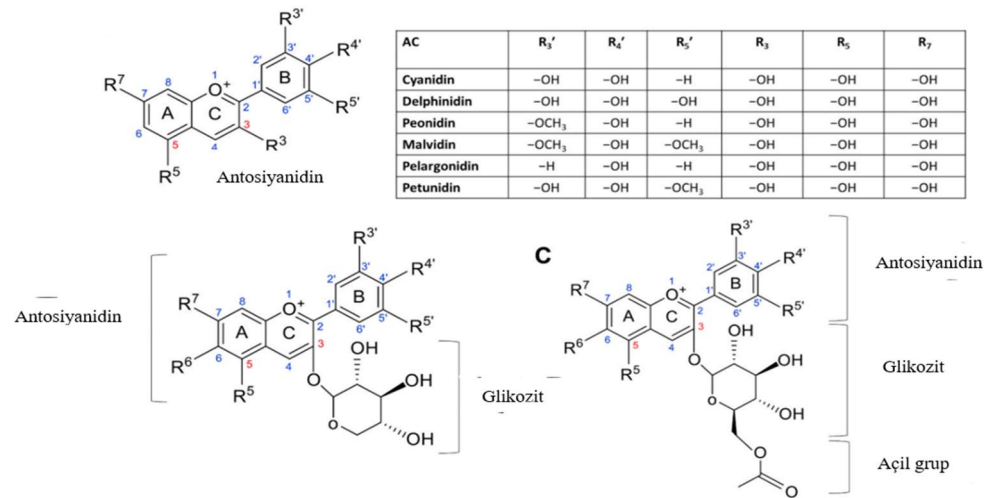 R3'
R4'
R5'
R7
R5
R3
O+
A
C
B
1
2
3
4
5
6
7
8
1'
2'
3'
4'
5'
6'
Antosiyanidin
AC R3′ R4′ R5′ R3 R5 R7
Cyanidin –OH –OH –H –OH –OH –OH
Delphinidin –OH –OH –OH –OH –OH –OH
Peonidin –OCH3 –OH –H –OH –OH –OH
Malvidin –OCH3 –OH –OCH3 –OH –OH –OH
Pelargonidin –H –OH –H –OH –OH –OH
Petunidin –OH –OH –OCH3 –OH –OH –OH
Antosiyanidin
R3'
R4'
R5'
R7
R6
R5
O+
A
C
B
1
2
3
4
5
6
7
8
1'
2'
3'
4'
5'
6'
O
OH
OH
O
OH
Glikozit
C
R3'
R4'
R5'
R7
R6
R5
O+
A
C
B
1
2
3
4
5
6
7
8
1'
2'
3'
4'
5'
6'
O
OH
OH
O
OH
O
O
Antosiyanidin
Glikozit
Açil grup